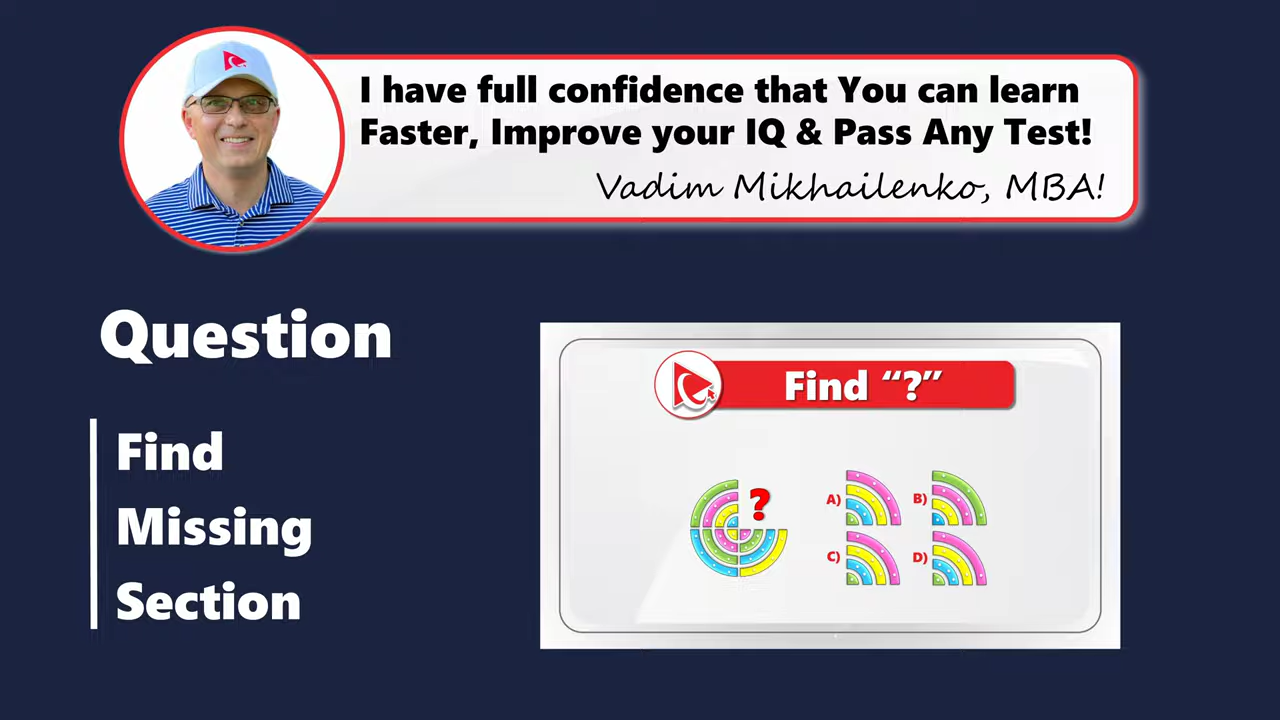 I have full confidence that You can learn
Faster, Improve your IQ & Pass Any Test!
Vadim Mikhailenko, MBA!
Question
Find
Missing
Section
Find “?”
?
A)
B)
C)
D)